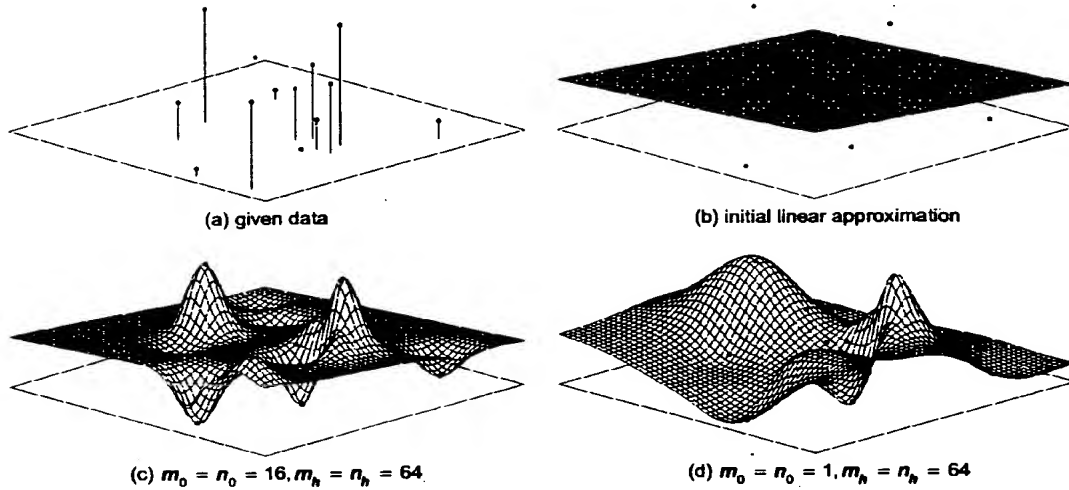 (a) given data
(b) initial linear approximation
(c) m₀ = n₀ = 16, mₕ = nₕ = 64
(d) m₀ = n₀ = 1, mₕ = nₕ = 64